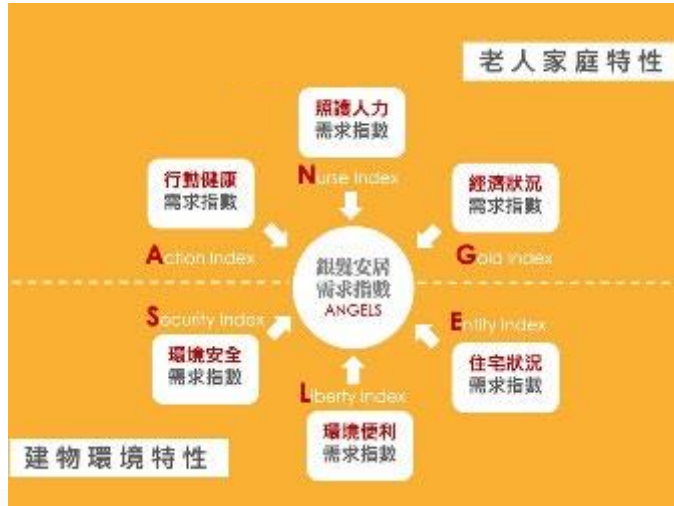 老人家庭特性
照護人力
需求指數
Nurse Index
行動健康
需求指數
Action Index
經濟狀況
需求指數
Gold Index
銀髮安居
需求指數
ANGELS
Security Index
環境安全
需求指數
Entity Index
住宅狀況
需求指數
Liberty Index
環境便利
需求指數
建物環境特性